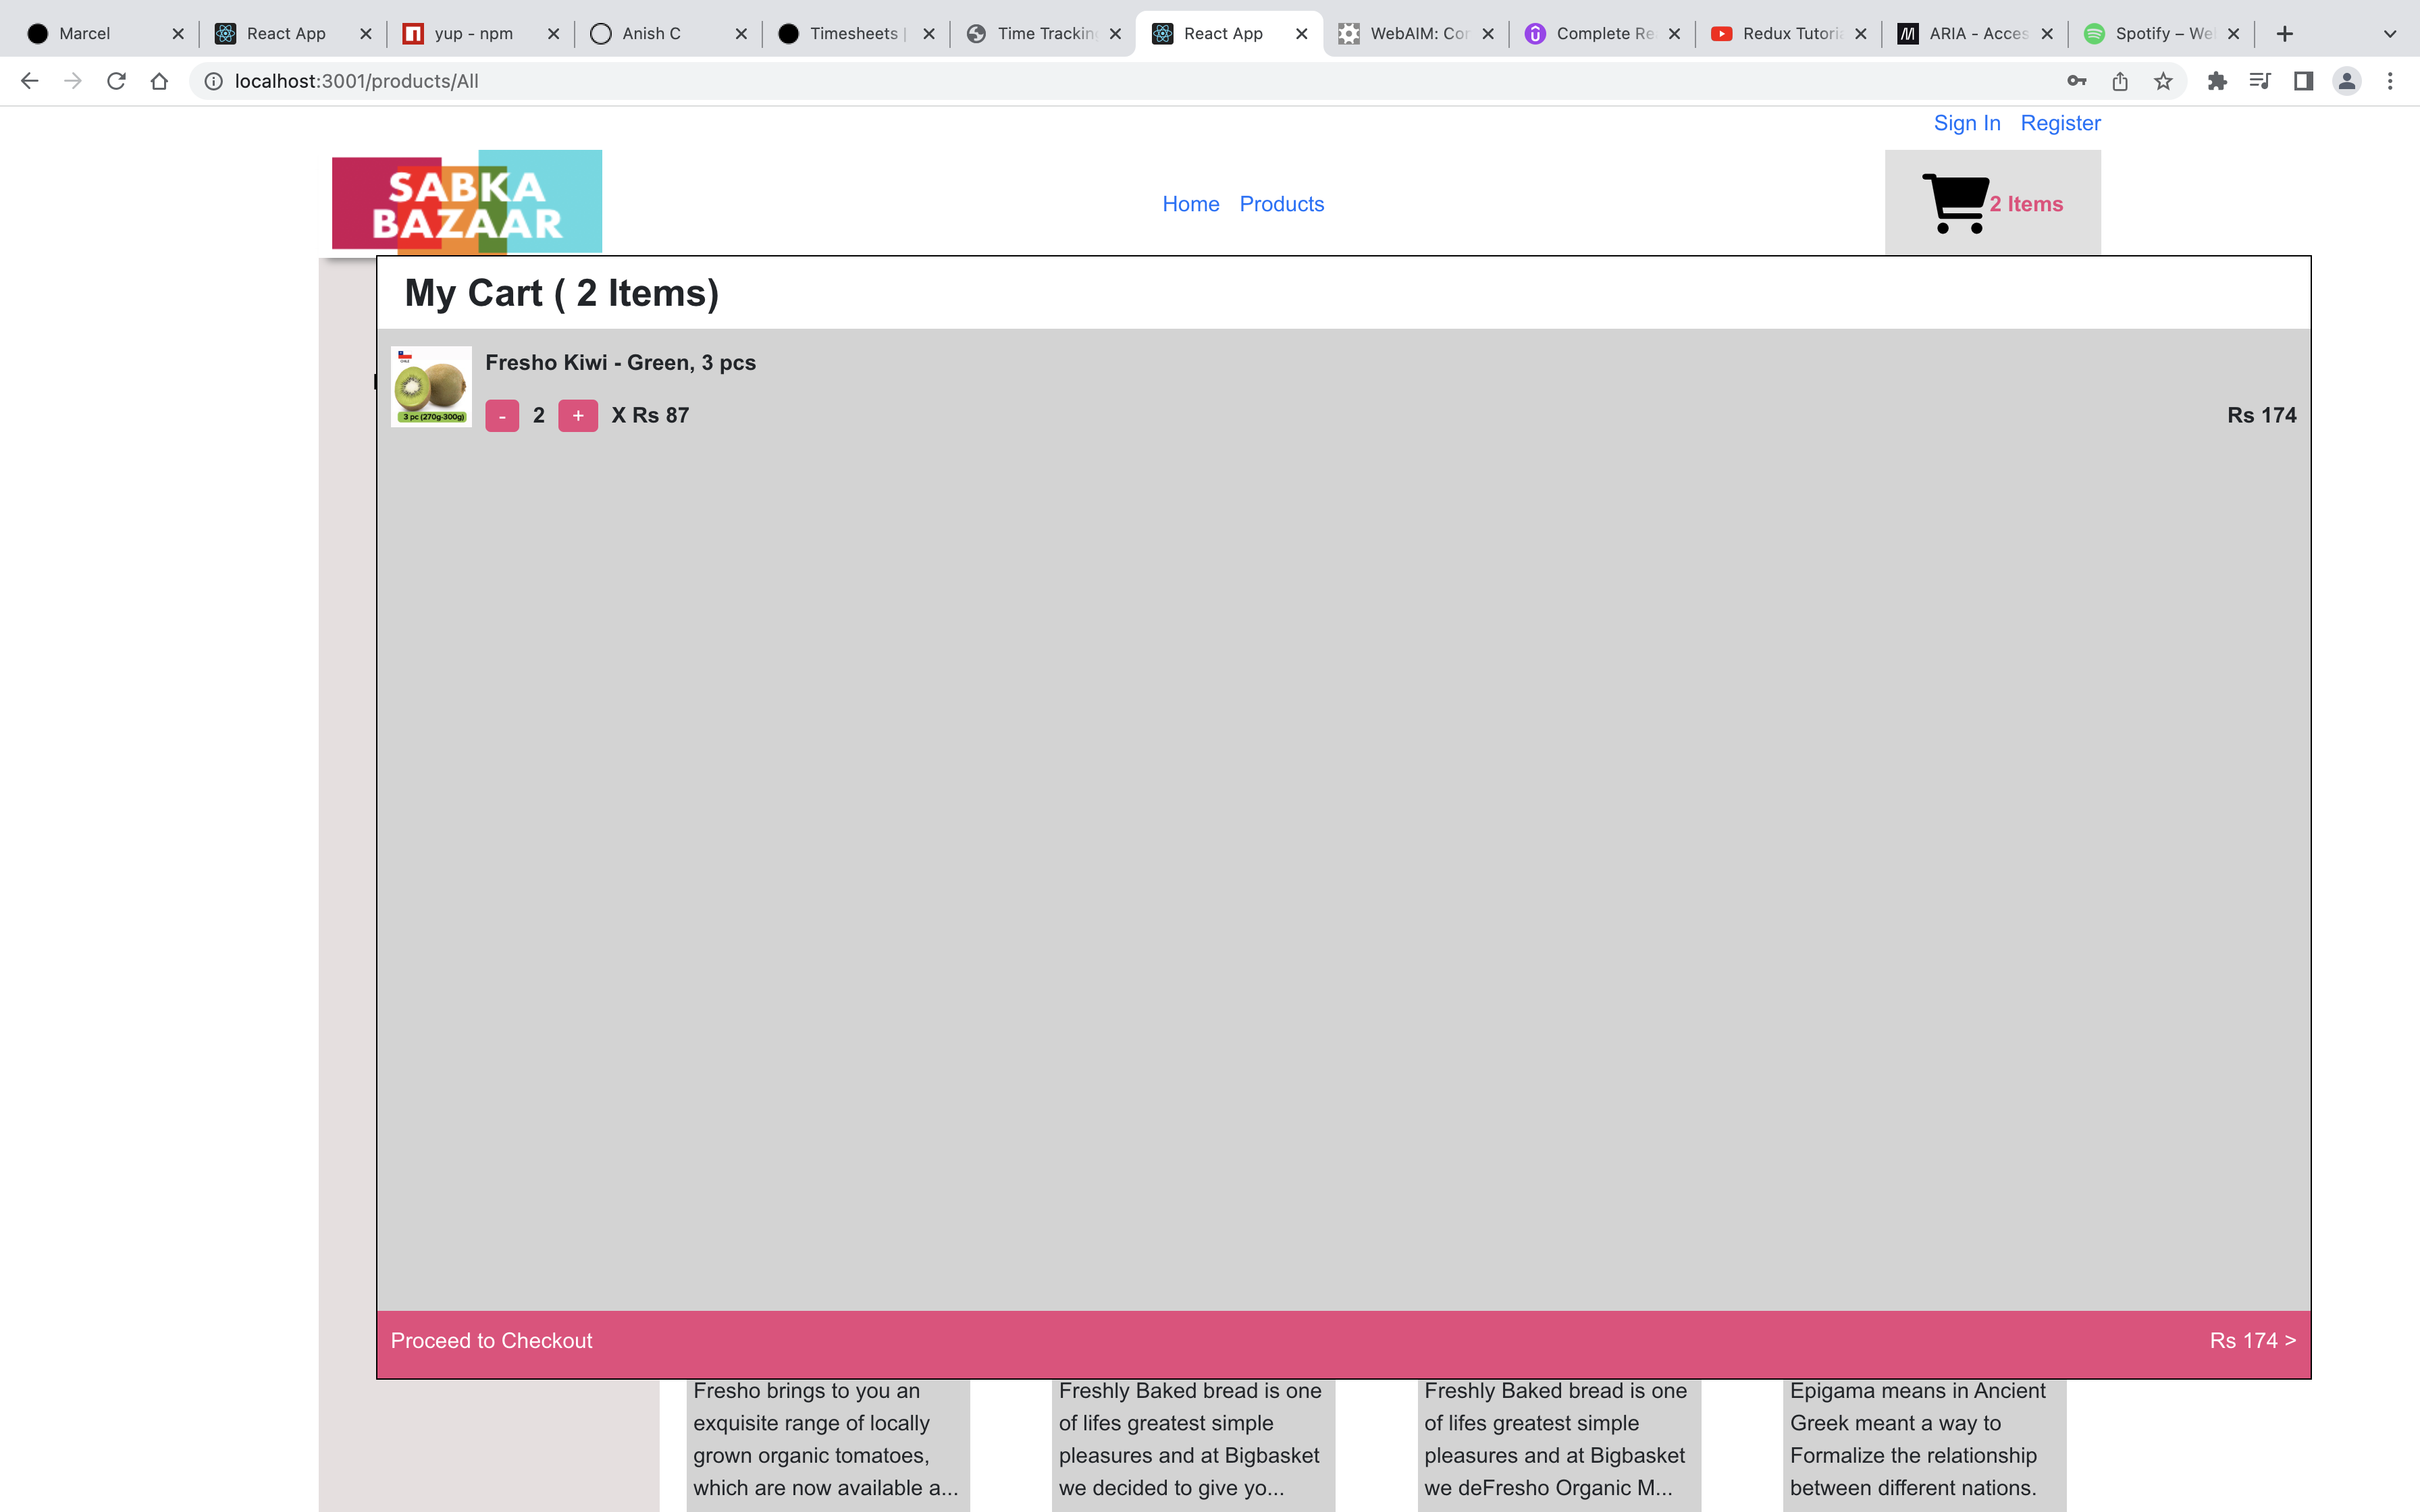 Marcel
React App
yup - npm
Anish C
Timesheets |
Time Tracking
React App
WebAIM: Con
Complete Re
Redux Tutoria
ARIA - Acces
Spotify – We
localhost:3001/products/All
Sign In Register
SABKA
BAZAAR
Home Products
2 Items
My Cart ( 2 Items)
3 pc (270g-300g)
Fresho Kiwi - Green, 3 pcs
- 2 + X Rs 87
Rs 174
Proceed to Checkout
Rs 174 >
Fresho brings to you an
exquisite range of locally
grown organic tomatoes,
which are now available a...
Freshly Baked bread is one
of lifes greatest simple
pleasures and at Bigbasket
we decided to give yo...
Freshly Baked bread is one
of lifes greatest simple
pleasures and at Bigbasket
we deFresho Organic M...
Epigama means in Ancient
Greek meant a way to
Formalize the relationship
between different nations.